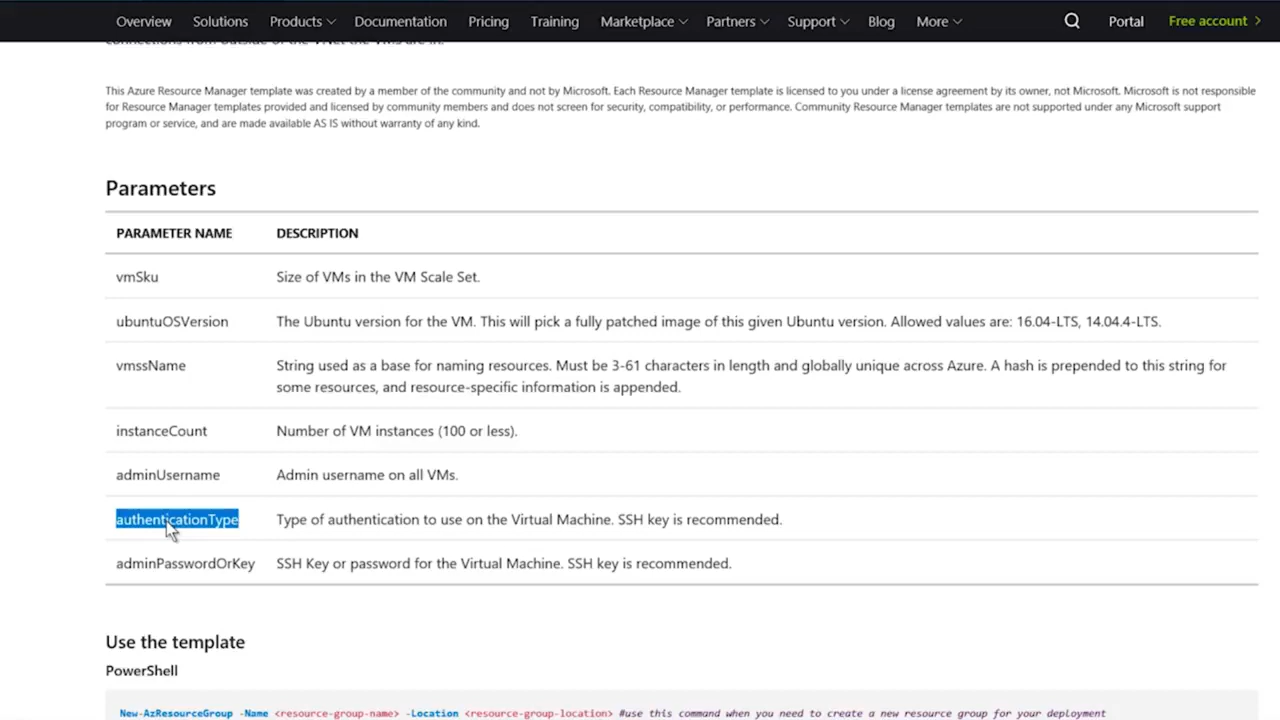 Overview Solutions Products Documentation Pricing Training Marketplace Partners Support Blog More Portal Free account
connections from outside of the VNet the VMs are in.
This Azure Resource Manager template was created by a member of the community and not by Microsoft. Each Resource Manager template is licensed to you under a license agreement by its owner, not Microsoft. Microsoft is not responsible
for Resource Manager templates provided and licensed by community members and does not screen for security, compatibility, or performance. Community Resource Manager templates are not supported under any Microsoft support
program or service, and are made available AS IS without warranty of any kind.
Parameters
PARAMETER NAME DESCRIPTION
vmSku Size of VMs in the VM Scale Set.
ubuntuOSVersion The Ubuntu version for the VM. This will pick a fully patched image of this given Ubuntu version. Allowed values are: 16.04-LTS, 14.04.4-LTS.
vmssName String used as a base for naming resources. Must be 3-61 characters in length and globally unique across Azure. A hash is prepended to this string for
some resources, and resource-specific information is appended.
instanceCount Number of VM instances (100 or less).
adminUsername Admin username on all VMs.
authenticationType Type of authentication to use on the Virtual Machine. SSH key is recommended.
adminPasswordOrKey SSH Key or password for the Virtual Machine. SSH key is recommended.
Use the template
PowerShell
New-AzResourceGroup -Name <resource-group-name> -Location <resource-group-location> #use this command when you need to create a new resource group for your deployment